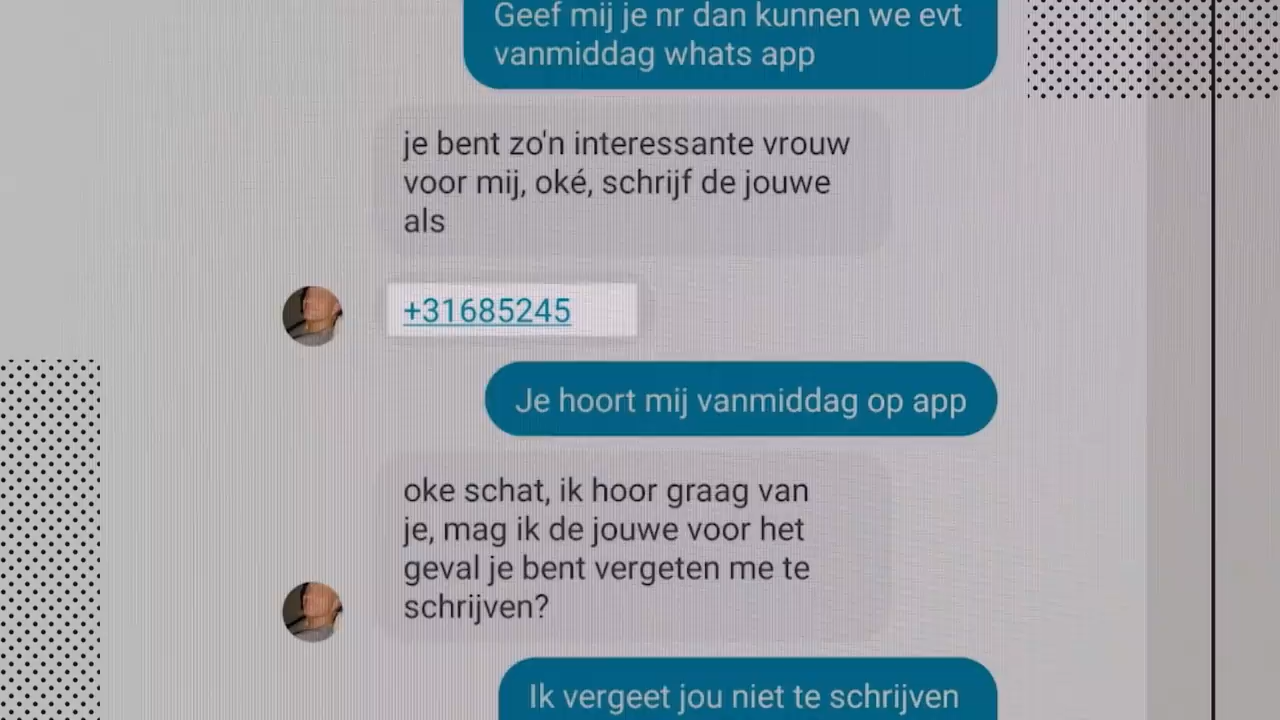 Geef mij je nr dan kunnen we evt
vanmiddag whats app
je bent zo'n interessante vrouw
voor mij, oké, schrijf de jouwe
als
+31685245
Je hoort mij vanmiddag op app
oke schat, ik hoor graag van
je, mag ik de jouwe voor het
geval je bent vergeten me te
schrijven?
Ik vergeet jou niet te schrijven